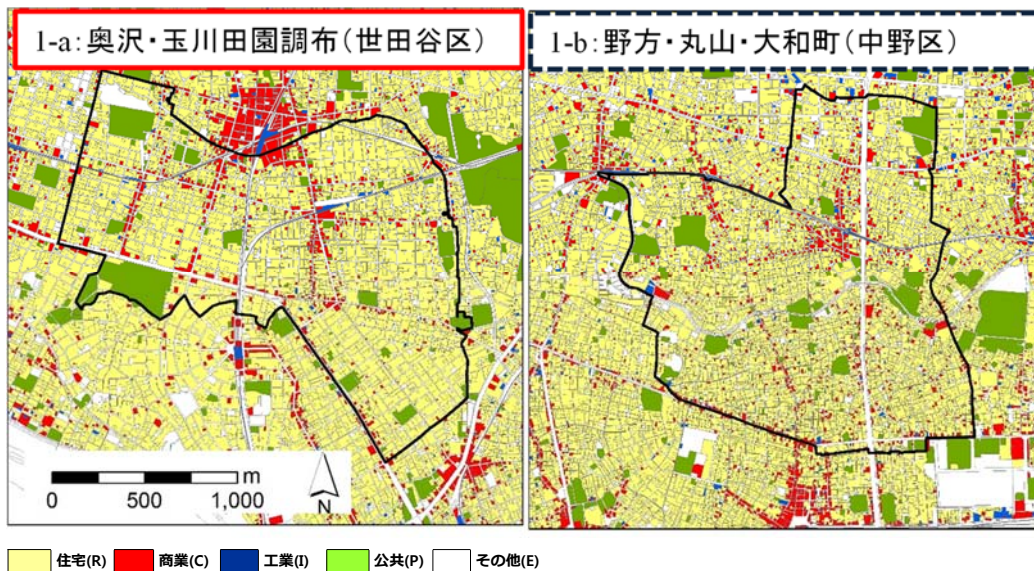 1-a:奥沢・玉川田園調布(世田谷区)
1-b:野方・丸山・大和町(中野区)
m
0 500 1,000
N
住宅(R) 商業(C) 工業(I) 公共(P) その他(E)